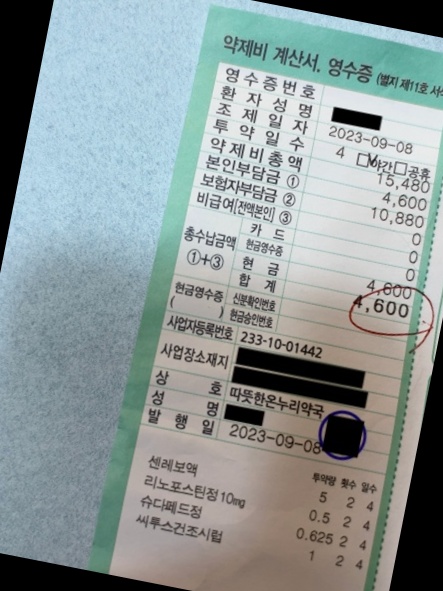 약제비 계산서. 영수증 (별지 제11호 서
영수증번호
환자성명
조제일자 2023-09-08
투약일수 4 ☑야간☐공휴
약제비총액 15,480
본인부담금 ① 4,600
보험자부담금 ② 10,880
비급여[전액본인] ③ 0
총수납금액 ①+③
카드 0
현금영수증 0
현금 4,600
합계 4,600
현금영수증 ( )
신분확인번호
현금승인번호
사업자등록번호 233-10-01442
사업장소재지
상호 따뜻한온누리약국
성명
발행일 2023-09-08
투약량 횟수 일수
센레보액 5 2 4
리노포스틴정10mg 0.5 2 4
슈다페드정 0.625 2 4
씨투스건조시럽 1 2 4